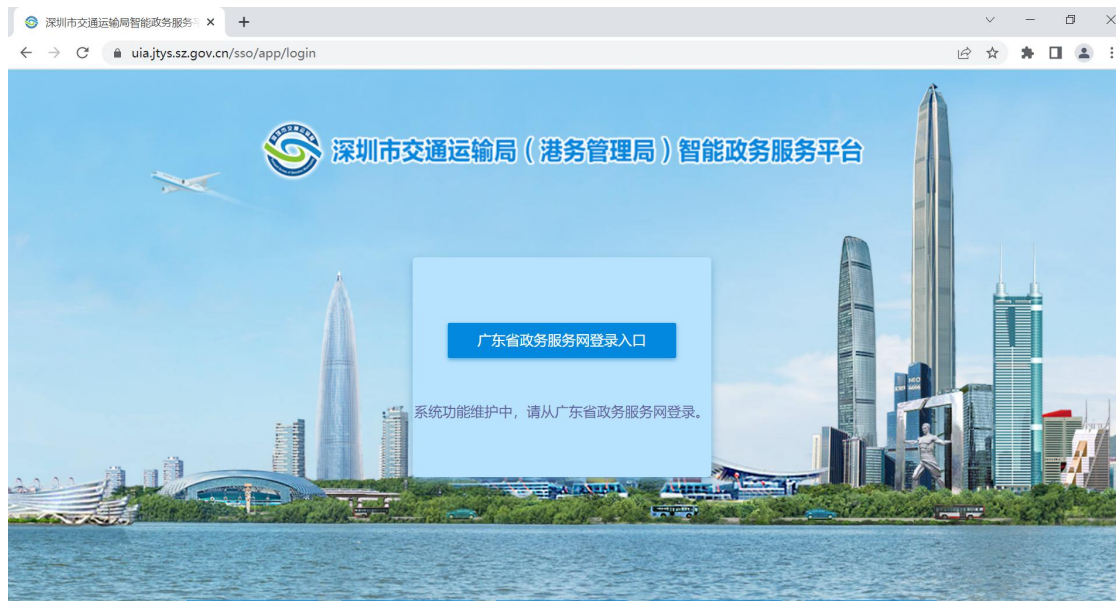 深圳市交通运输局智能政务服务
uia.jtys.sz.gov.cn/sso/app/login
深圳市交通运输局（港务管理局）智能政务服务平台
广东省政务服务网登录入口
系统功能维护中，请从广东省政务服务网登录。